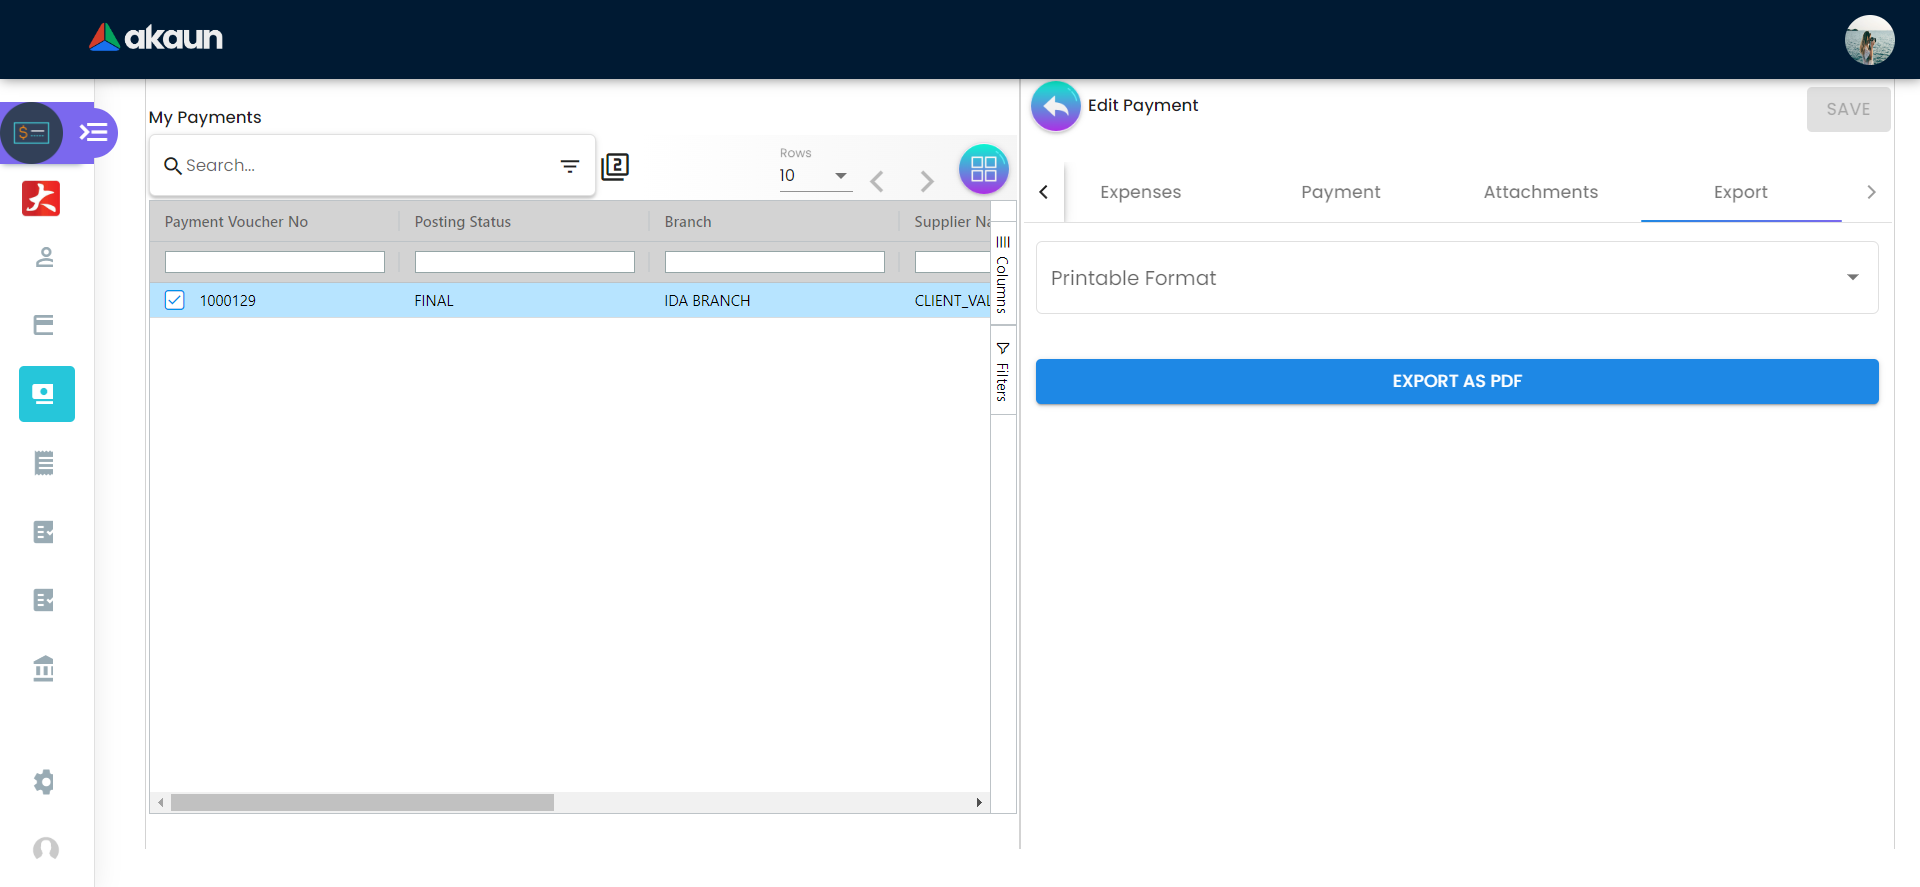 akaun
My Payments
Search...
2
Rows
10
Payment Voucher No
Posting Status
Branch
Supplier Na
1000129
FINAL
IDA BRANCH
CLIENT_VAL
Columns
Filters
Edit Payment
SAVE
Expenses
Payment
Attachments
Export
Printable Format
EXPORT AS PDF